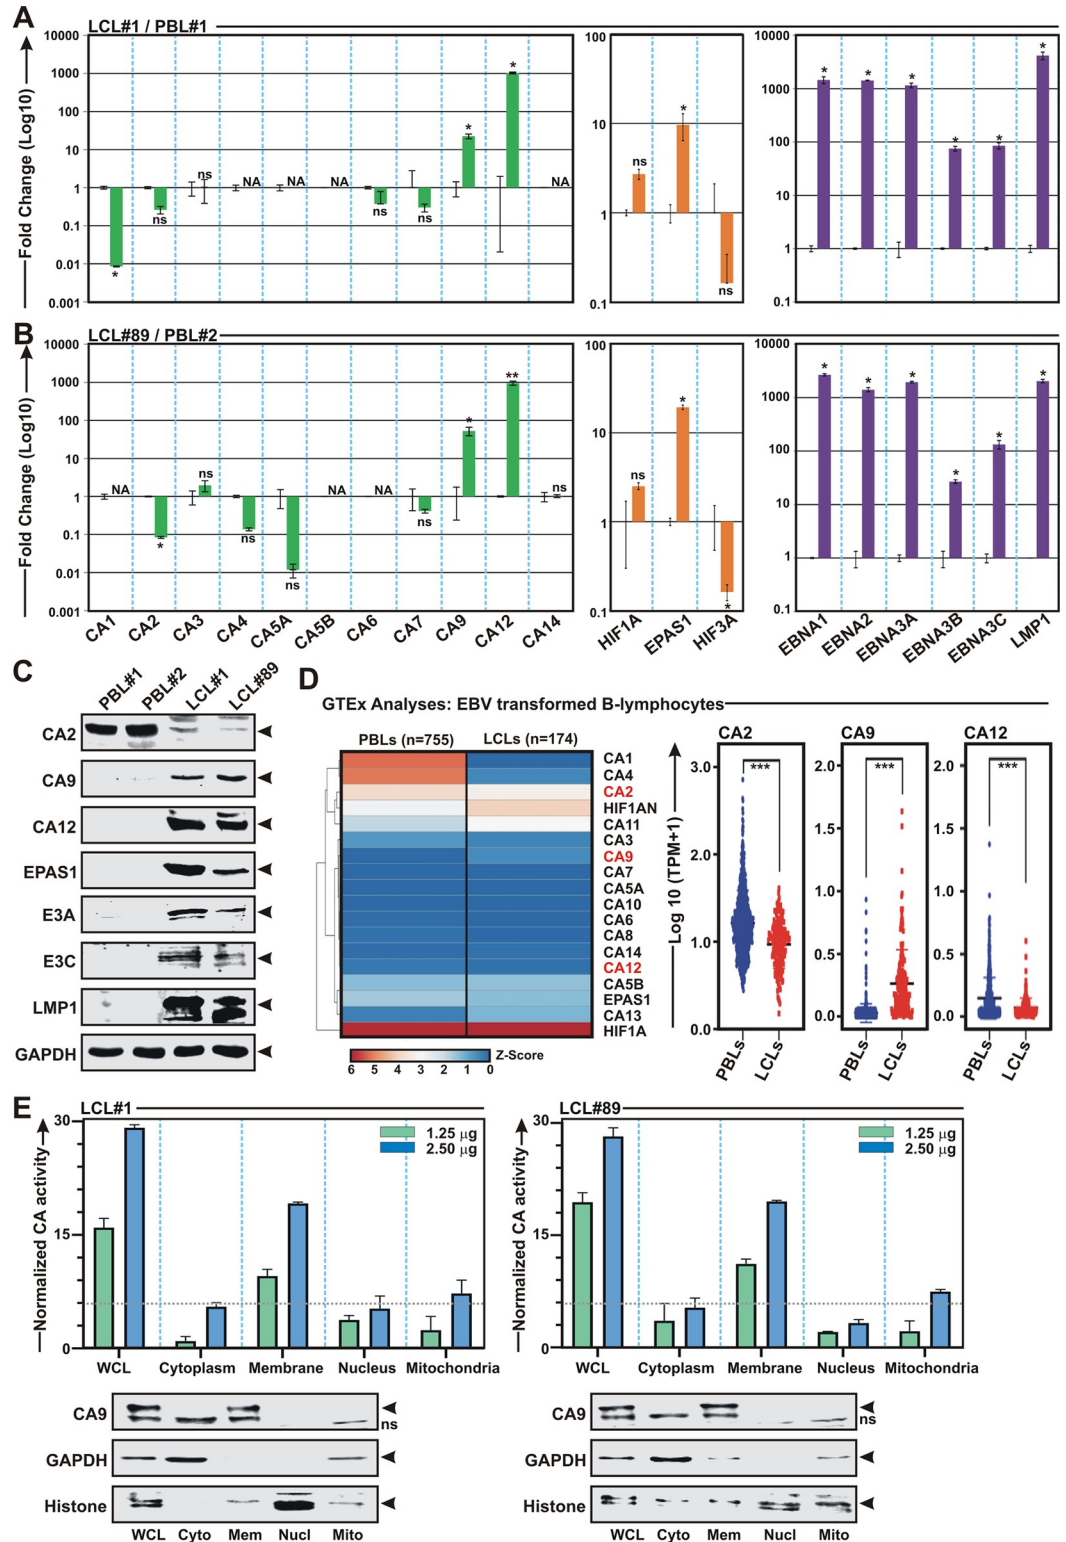 A
LCL#1 / PBL#1
Fold Change (Log10)
10000
1000
100
10
1
0.1
0.01
0.001
* ns ns NA NA NA ns ns * *
100
10
1
0.1
ns * ns
10000
1000
100
10
1
0.1
* * * * * *
B
LCL#89 / PBL#2
Fold Change (Log10)
10000
1000
100
10
1
0.1
0.01
0.001
NA * ns ns ns NA NA ns * ** ns
CA1 CA2 CA3 CA4 CA5A CA5B CA6 CA7 CA9 CA12 CA14
100
10
1
0.1
ns * *
HIF1A EPAS1 HIF3A
10000
1000
100
10
1
0.1
* * * * * *
EBNA1 EBNA2 EBNA3A EBNA3B EBNA3C LMP1
C
PBL#1 PBL#2 LCL#1 LCL#89
CA2
CA9
CA12
EPAS1
E3A
E3C
LMP1
GAPDH
D
GTEx Analyses: EBV transformed B-lymphocytes
PBLs (n=755) LCLs (n=174)
CA1
CA4
CA2
HIF1AN
CA11
CA3
CA9
CA7
CA5A
CA10
CA6
CA8
CA14
CA12
CA5B
EPAS1
CA13
HIF1A
Z-Score
6 5 4 3 2 1 0
Log 10 (TPM+1)
CA2
3.0
2.0
1.0
0.0
***
PBLs LCLs
CA9
2.0
1.5
1.0
0.5
0.0
***
PBLs LCLs
CA12
2.0
1.5
1.0
0.5
0.0
***
PBLs LCLs
E
LCL#1
Normalized CA activity
30
15
0
1.25 µg
2.50 µg
WCL Cytoplasm Membrane Nucleus Mitochondria
CA9
ns
GAPDH
Histone
WCL Cyto Mem Nucl Mito
LCL#89
Normalized CA activity
30
15
0
1.25 µg
2.50 µg
WCL Cytoplasm Membrane Nucleus Mitochondria
CA9
ns
GAPDH
Histone
WCL Cyto Mem Nucl Mito